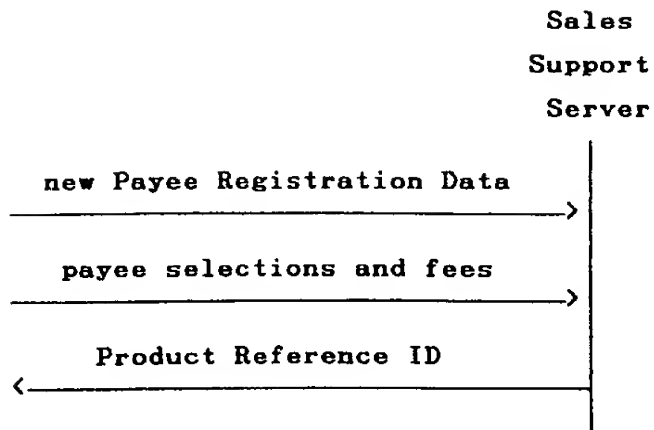 Sales
Support
Server
new Payee Registration Data
payee selections and fees
Product Reference ID